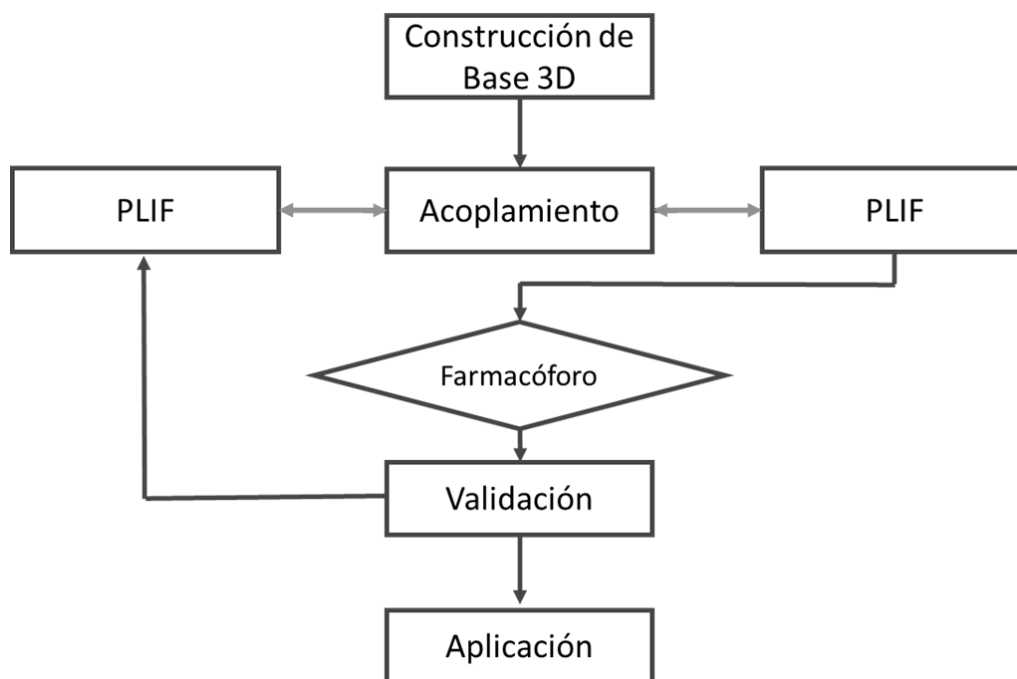 Construcción de
Base 3D
PLIF
Acoplamiento
PLIF
Farmacóforo
Validación
Aplicación